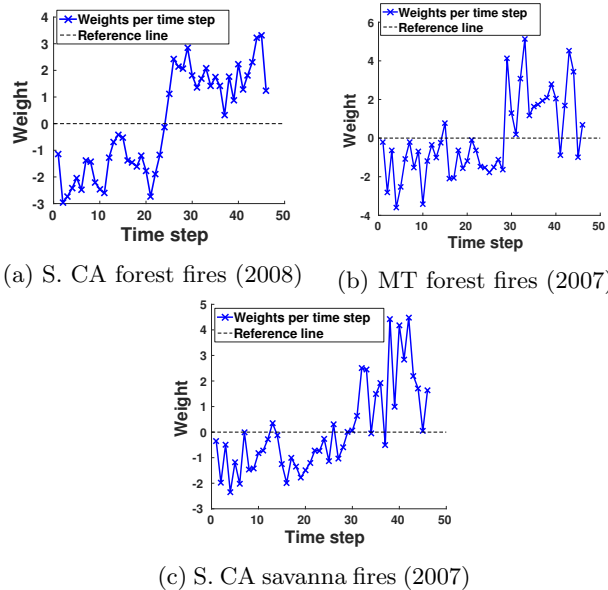 Weights per time step
Reference line
4
3
2
1
0
-1
-2
-3
0 10 20 30 40 50
Weight
Time step
(a) S. CA forest fires (2008)
Weights per time step
Reference line
6
4
2
0
-2
-4
0 10 20 30 40 50
Weight
Time step
(b) MT forest fires (2007)
Weights per time step
Reference line
5
4
3
2
1
0
-1
-2
-3
0 10 20 30 40 50
Weight
Time step
(c) S. CA savanna fires (2007)